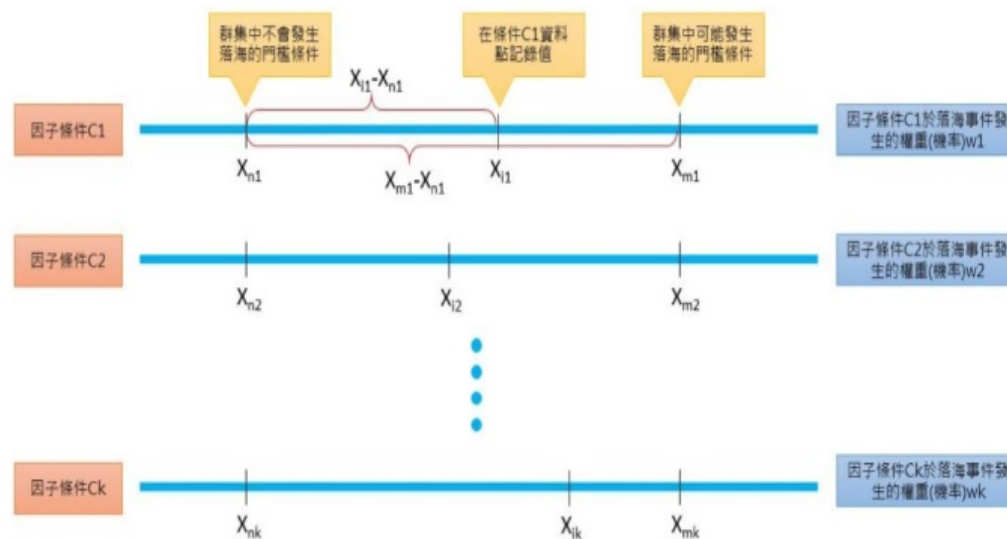 群集中不會發生
落海的門檻條件
在條件C1資料
點記錄值
群集中可能發生
落海的門檻條件
Xi1-Xn1
因子條件C1
因子條件C1於落海事件發
生的權重(機率)w1
Xn1
Xm1-Xn1
Xi1
Xm1
因子條件C2
因子條件C2於落海事件發
生的權重(機率)w2
Xn2
Xi2
Xm2
因子條件Ck
因子條件Ck於落海事件發
生的權重(機率)wk
Xnk
Xik
Xmk